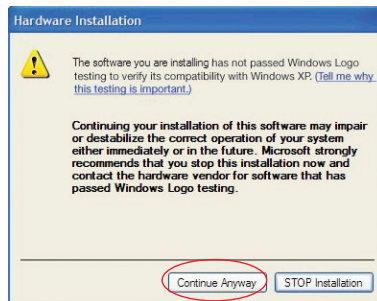 Hardware Installation
The software you are installing has not passed Windows Logo
testing to verify its compatibility with Windows XP. (Tell me why
this testing is important.)
Continuing your installation of this software may impair
or destabilize the correct operation of your system
either immediately or in the future. Microsoft strongly
recommends that you stop this installation now and
contact the hardware vendor for software that has
passed Windows Logo testing.
Continue Anyway STOP Installation